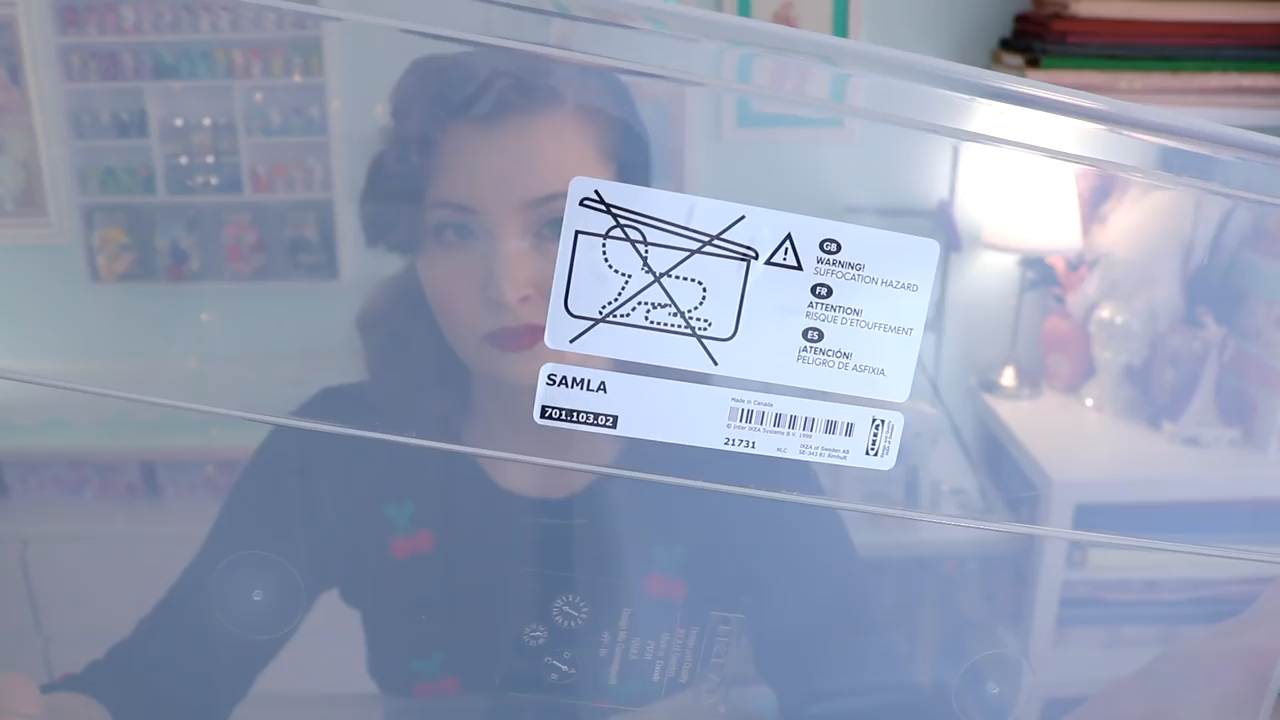 GB
WARNING!
SUFFOCATION HAZARD
FR
ATTENTION!
RISQUE D'ETOUFFEMENT
ES
¡ATENCIÓN!
PELIGRO DE ASFIXIA.
SAMLA
701.103.02
Made in Canada
© Inter IKEA Systems B.V. 1999
21731
IKEA of Sweden AB
SE-343 81 Älmhult
IKEA